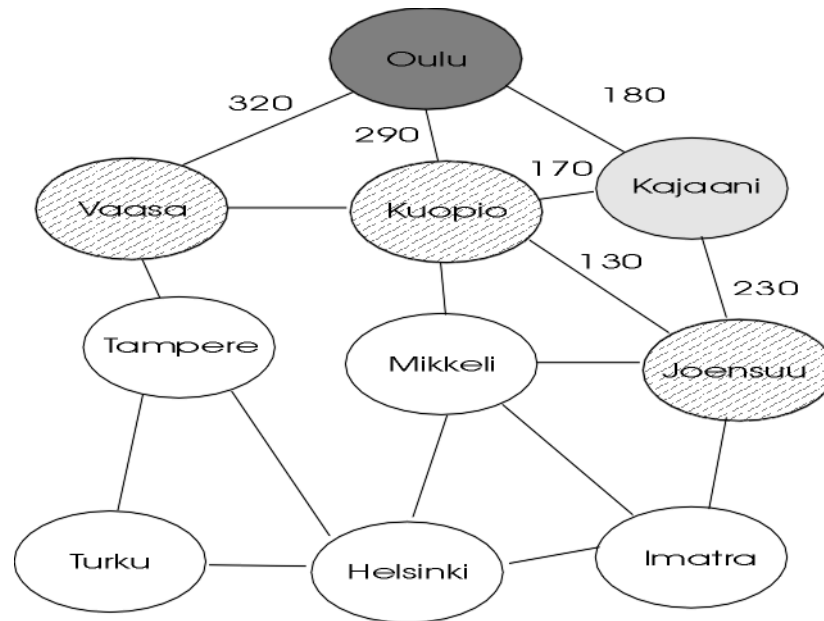 Oulu
320
180
290
170
Kajaani
Vaasa
Kuopio
130
230
Tampere
Mikkeli
Joensuu
Turku
Helsinki
Imatra